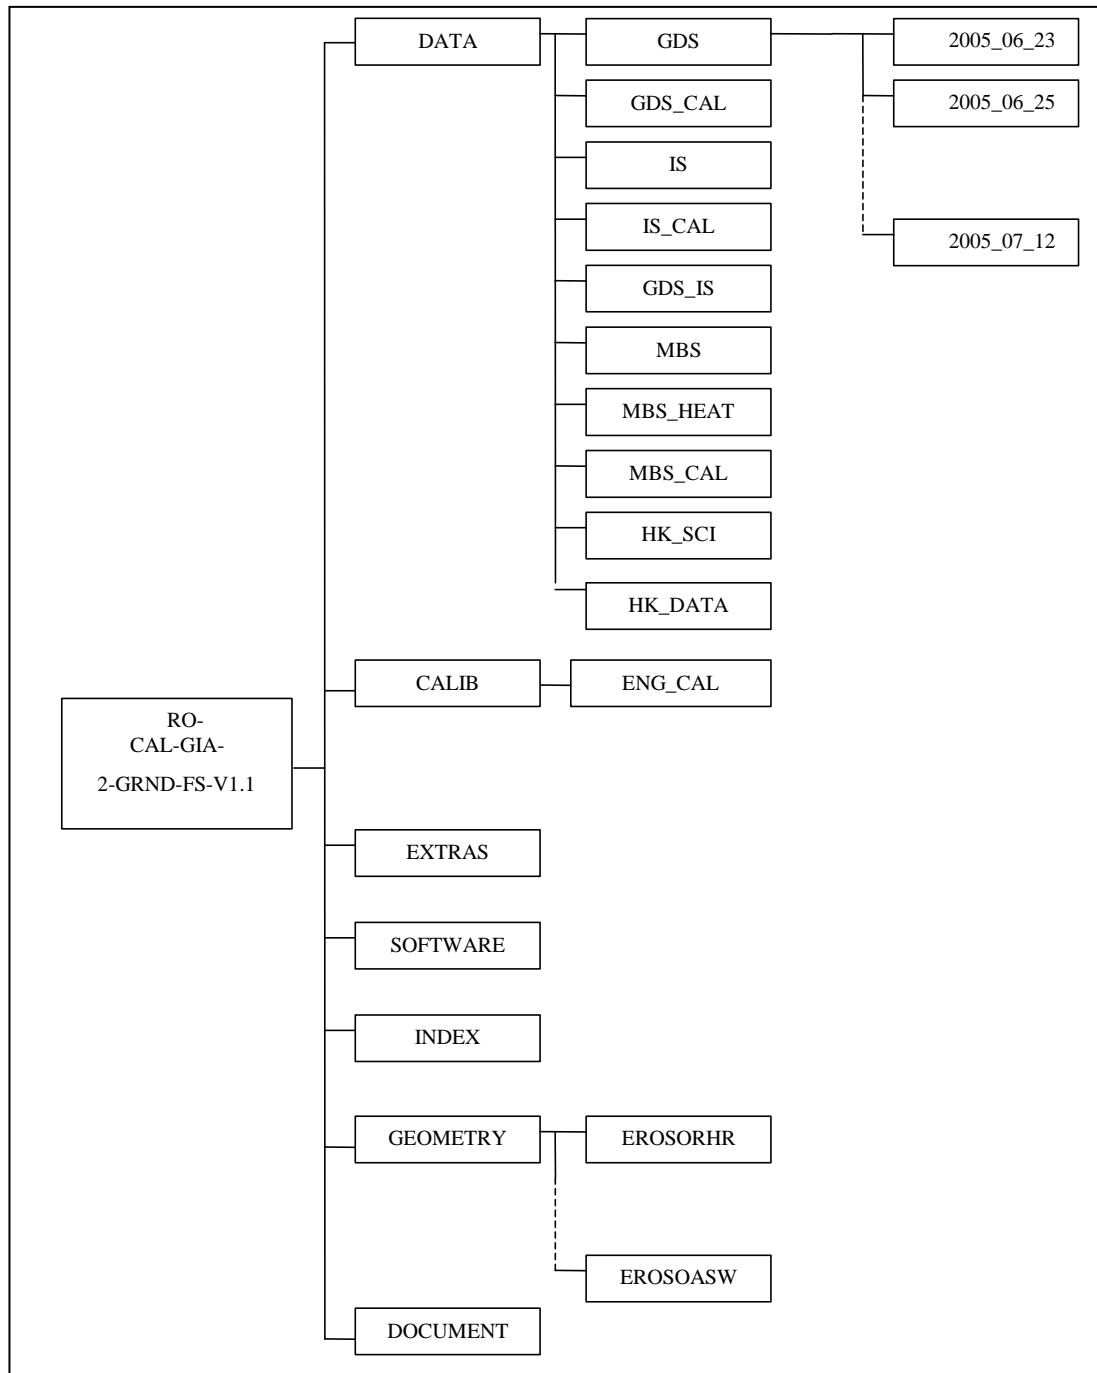 DATA
GDS
2005_06_23
GDS_CAL
2005_06_25
IS
IS_CAL
2005_07_12
GDS_IS
MBS
MBS_HEAT
MBS_CAL
HK_SCI
HK_DATA
CALIB
ENG_CAL
RO-
CAL-GIA-
2-GRND-FS-V1.1
EXTRAS
SOFTWARE
INDEX
GEOMETRY
EROSORHR
EROSOASW
DOCUMENT